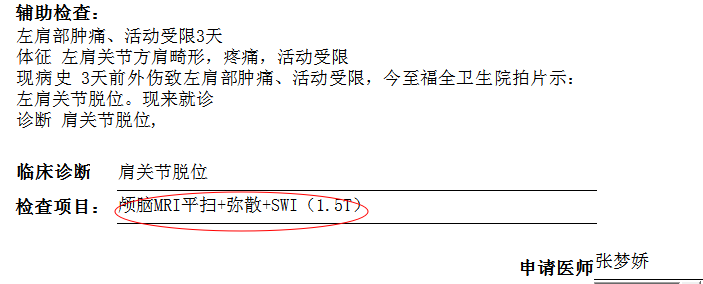 辅助检查：
左肩部肿痛、活动受限3天
体征 左肩关节方肩畸形，疼痛，活动受限
现病史 3天前外伤致左肩部肿痛、活动受限，今至福全卫生院拍片示：
左肩关节脱位。现来就诊
诊断 肩关节脱位,
临床诊断 肩关节脱位
检查项目： 颅脑MRI平扫+弥散+SWI（1.5T）
申请医师 张梦娇